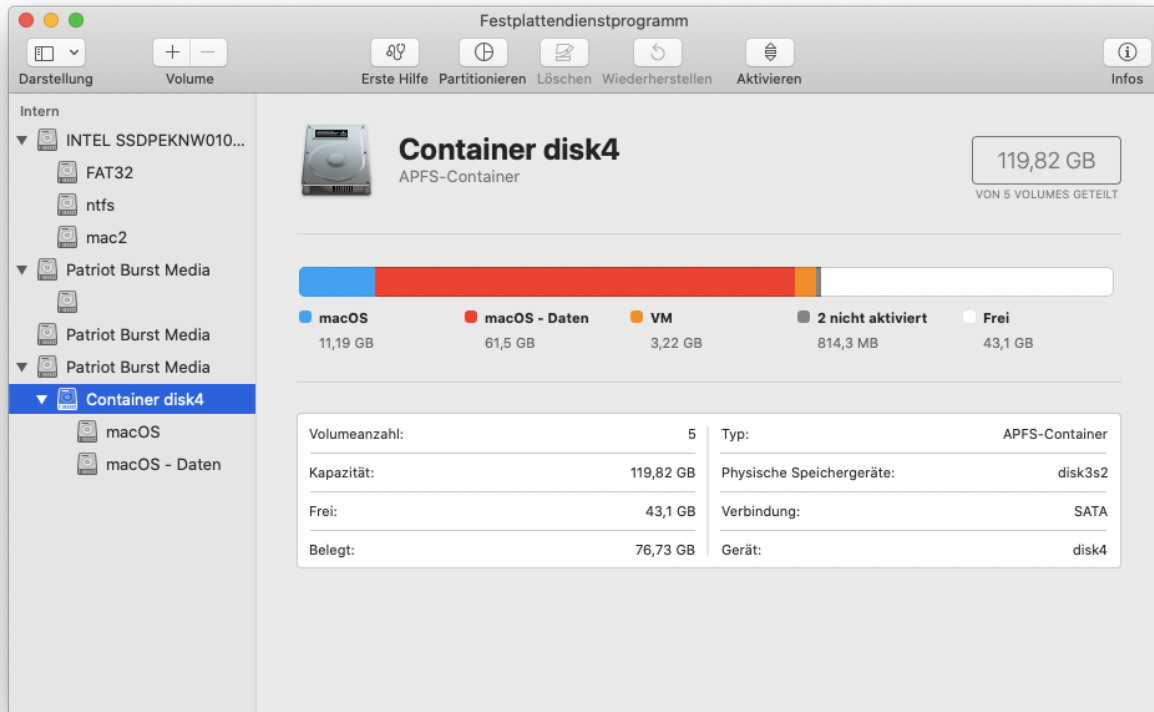 Festplattendienstprogramm
Darstellung
Volume
Erste Hilfe
Partitionieren
Löschen
Wiederherstellen
Aktivieren
Infos
Intern
INTEL SSDPEKNW010...
FAT32
ntfs
mac2
Patriot Burst Media
Patriot Burst Media
Patriot Burst Media
Container disk4
macOS
macOS - Daten
Container disk4
APFS-Container
119,82 GB
VON 5 VOLUMES GETEILT
macOS
11,19 GB
macOS - Daten
61,5 GB
VM
3,22 GB
2 nicht aktiviert
814,3 MB
Frei
43,1 GB
Volumeanzahl: 5
Kapazität: 119,82 GB
Frei: 43,1 GB
Belegt: 76,73 GB
Typ: APFS-Container
Physische Speichergeräte: disk3s2
Verbindung: SATA
Gerät: disk4